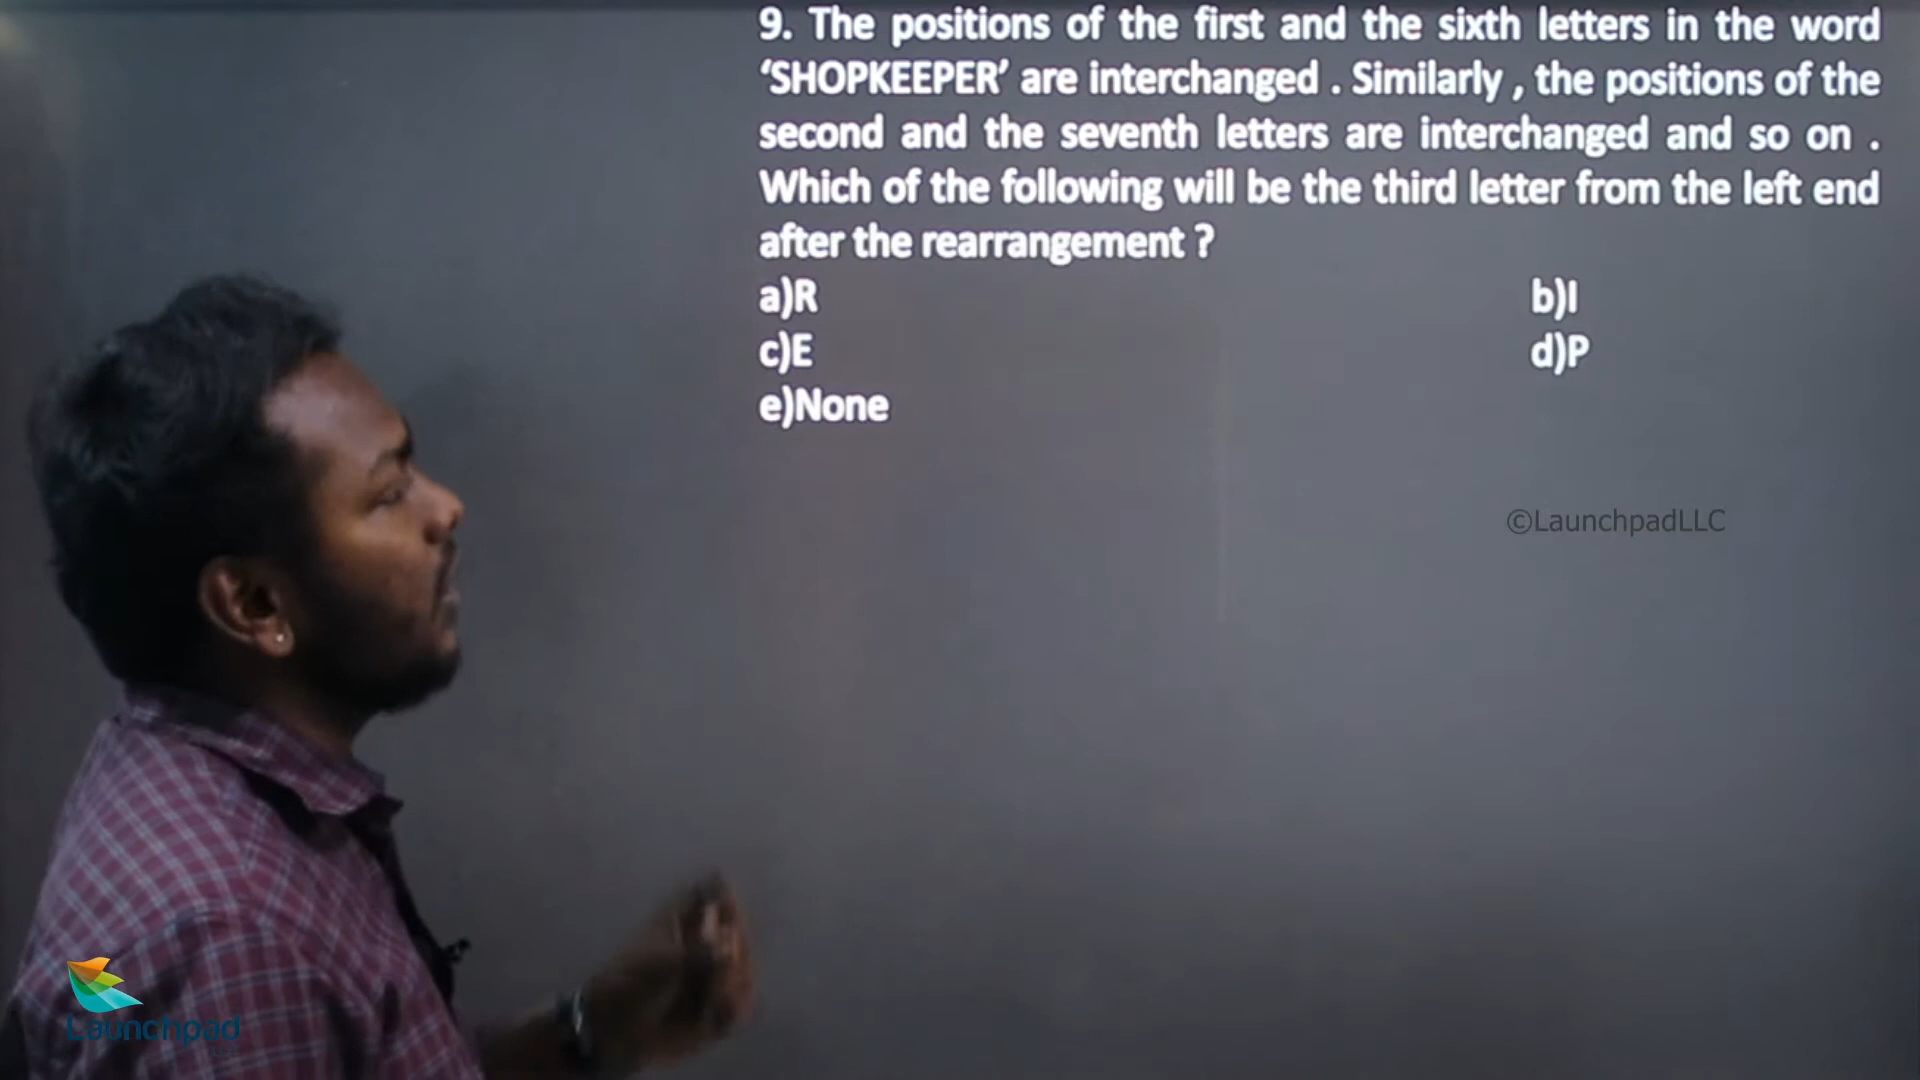 9. The positions of the first and the sixth letters in the word
‘SHOPKEEPER’ are interchanged . Similarly , the positions of the
second and the seventh letters are interchanged and so on .
Which of the following will be the third letter from the left end
after the rearrangement ?
a)R b)I
c)E d)P
e)None
©LaunchpadLLC
Launchpad